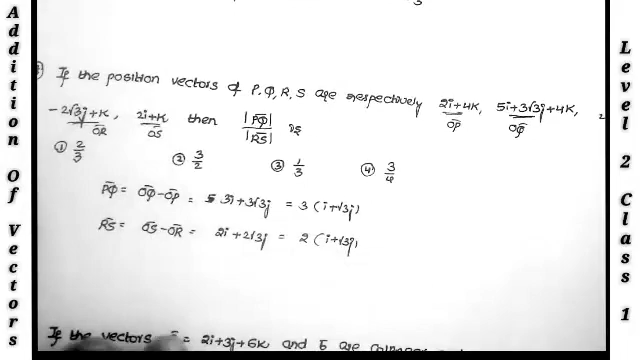 Addition Of Vectors
If the position vectors of P,Q,R,S are respectively 2i+4K, 5i+3√3j+4K,
-2√3j+K, 2i+K then |PQ̅|/|RS̅| is
OP̅ OQ̅
OR̅ OS̅
① 2/3 ② 3/2 ③ 1/3 ④ 3/4
PQ̅ = OQ̅-OP̅ = 3i+3√3j = 3(i+√3j)
RS̅ = OS̅-OR̅ = 2i+2√3j = 2(i+√3j)
If the vectors = 2i+3j+6K and b̅ are collinear
Level 2 Class 1